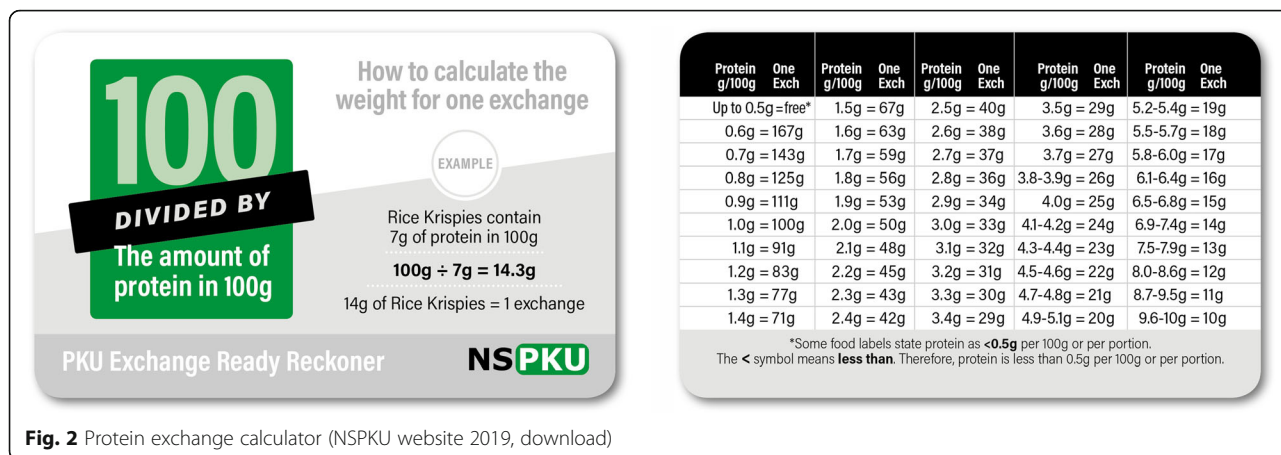 100
DIVIDED BY
The amount of
protein in 100g
How to calculate the
weight for one exchange
EXAMPLE
Rice Krispies contain
7g of protein in 100g
100g ÷ 7g = 14.3g
14g of Rice Krispies = 1 exchange
PKU Exchange Ready Reckoner
NSPKU
Protein One Protein One Protein One Protein One Protein One
g/100g Exch g/100g Exch g/100g Exch g/100g Exch g/100g Exch
Up to 0.5g = free* 1.5g = 67g 2.5g = 40g 3.5g = 29g 5.2-5.4g = 19g
0.6g = 167g 1.6g = 63g 2.6g = 38g 3.6g = 28g 5.5-5.7g = 18g
0.7g = 143g 1.7g = 59g 2.7g = 37g 3.7g = 27g 5.8-6.0g = 17g
0.8g = 125g 1.8g = 56g 2.8g = 36g 3.8-3.9g = 26g 6.1-6.4g = 16g
0.9g = 111g 1.9g = 53g 2.9g = 34g 4.0g = 25g 6.5-6.8g = 15g
1.0g = 100g 2.0g = 50g 3.0g = 33g 4.1-4.2g = 24g 6.9-7.4g = 14g
1.1g = 91g 2.1g = 48g 3.1g = 32g 4.3-4.4g = 23g 7.5-7.9g = 13g
1.2g = 83g 2.2g = 45g 3.2g = 31g 4.5-4.6g = 22g 8.0-8.6g = 12g
1.3g = 77g 2.3g = 43g 3.3g = 30g 4.7-4.8g = 21g 8.7-9.5g = 11g
1.4g = 71g 2.4g = 42g 3.4g = 29g 4.9-5.1g = 20g 9.6-10g = 10g
*Some food labels state protein as <0.5g per 100g or per portion.
The < symbol means less than. Therefore, protein is less than 0.5g per 100g or per portion.
Fig. 2 Protein exchange calculator (NSPKU website 2019, download)